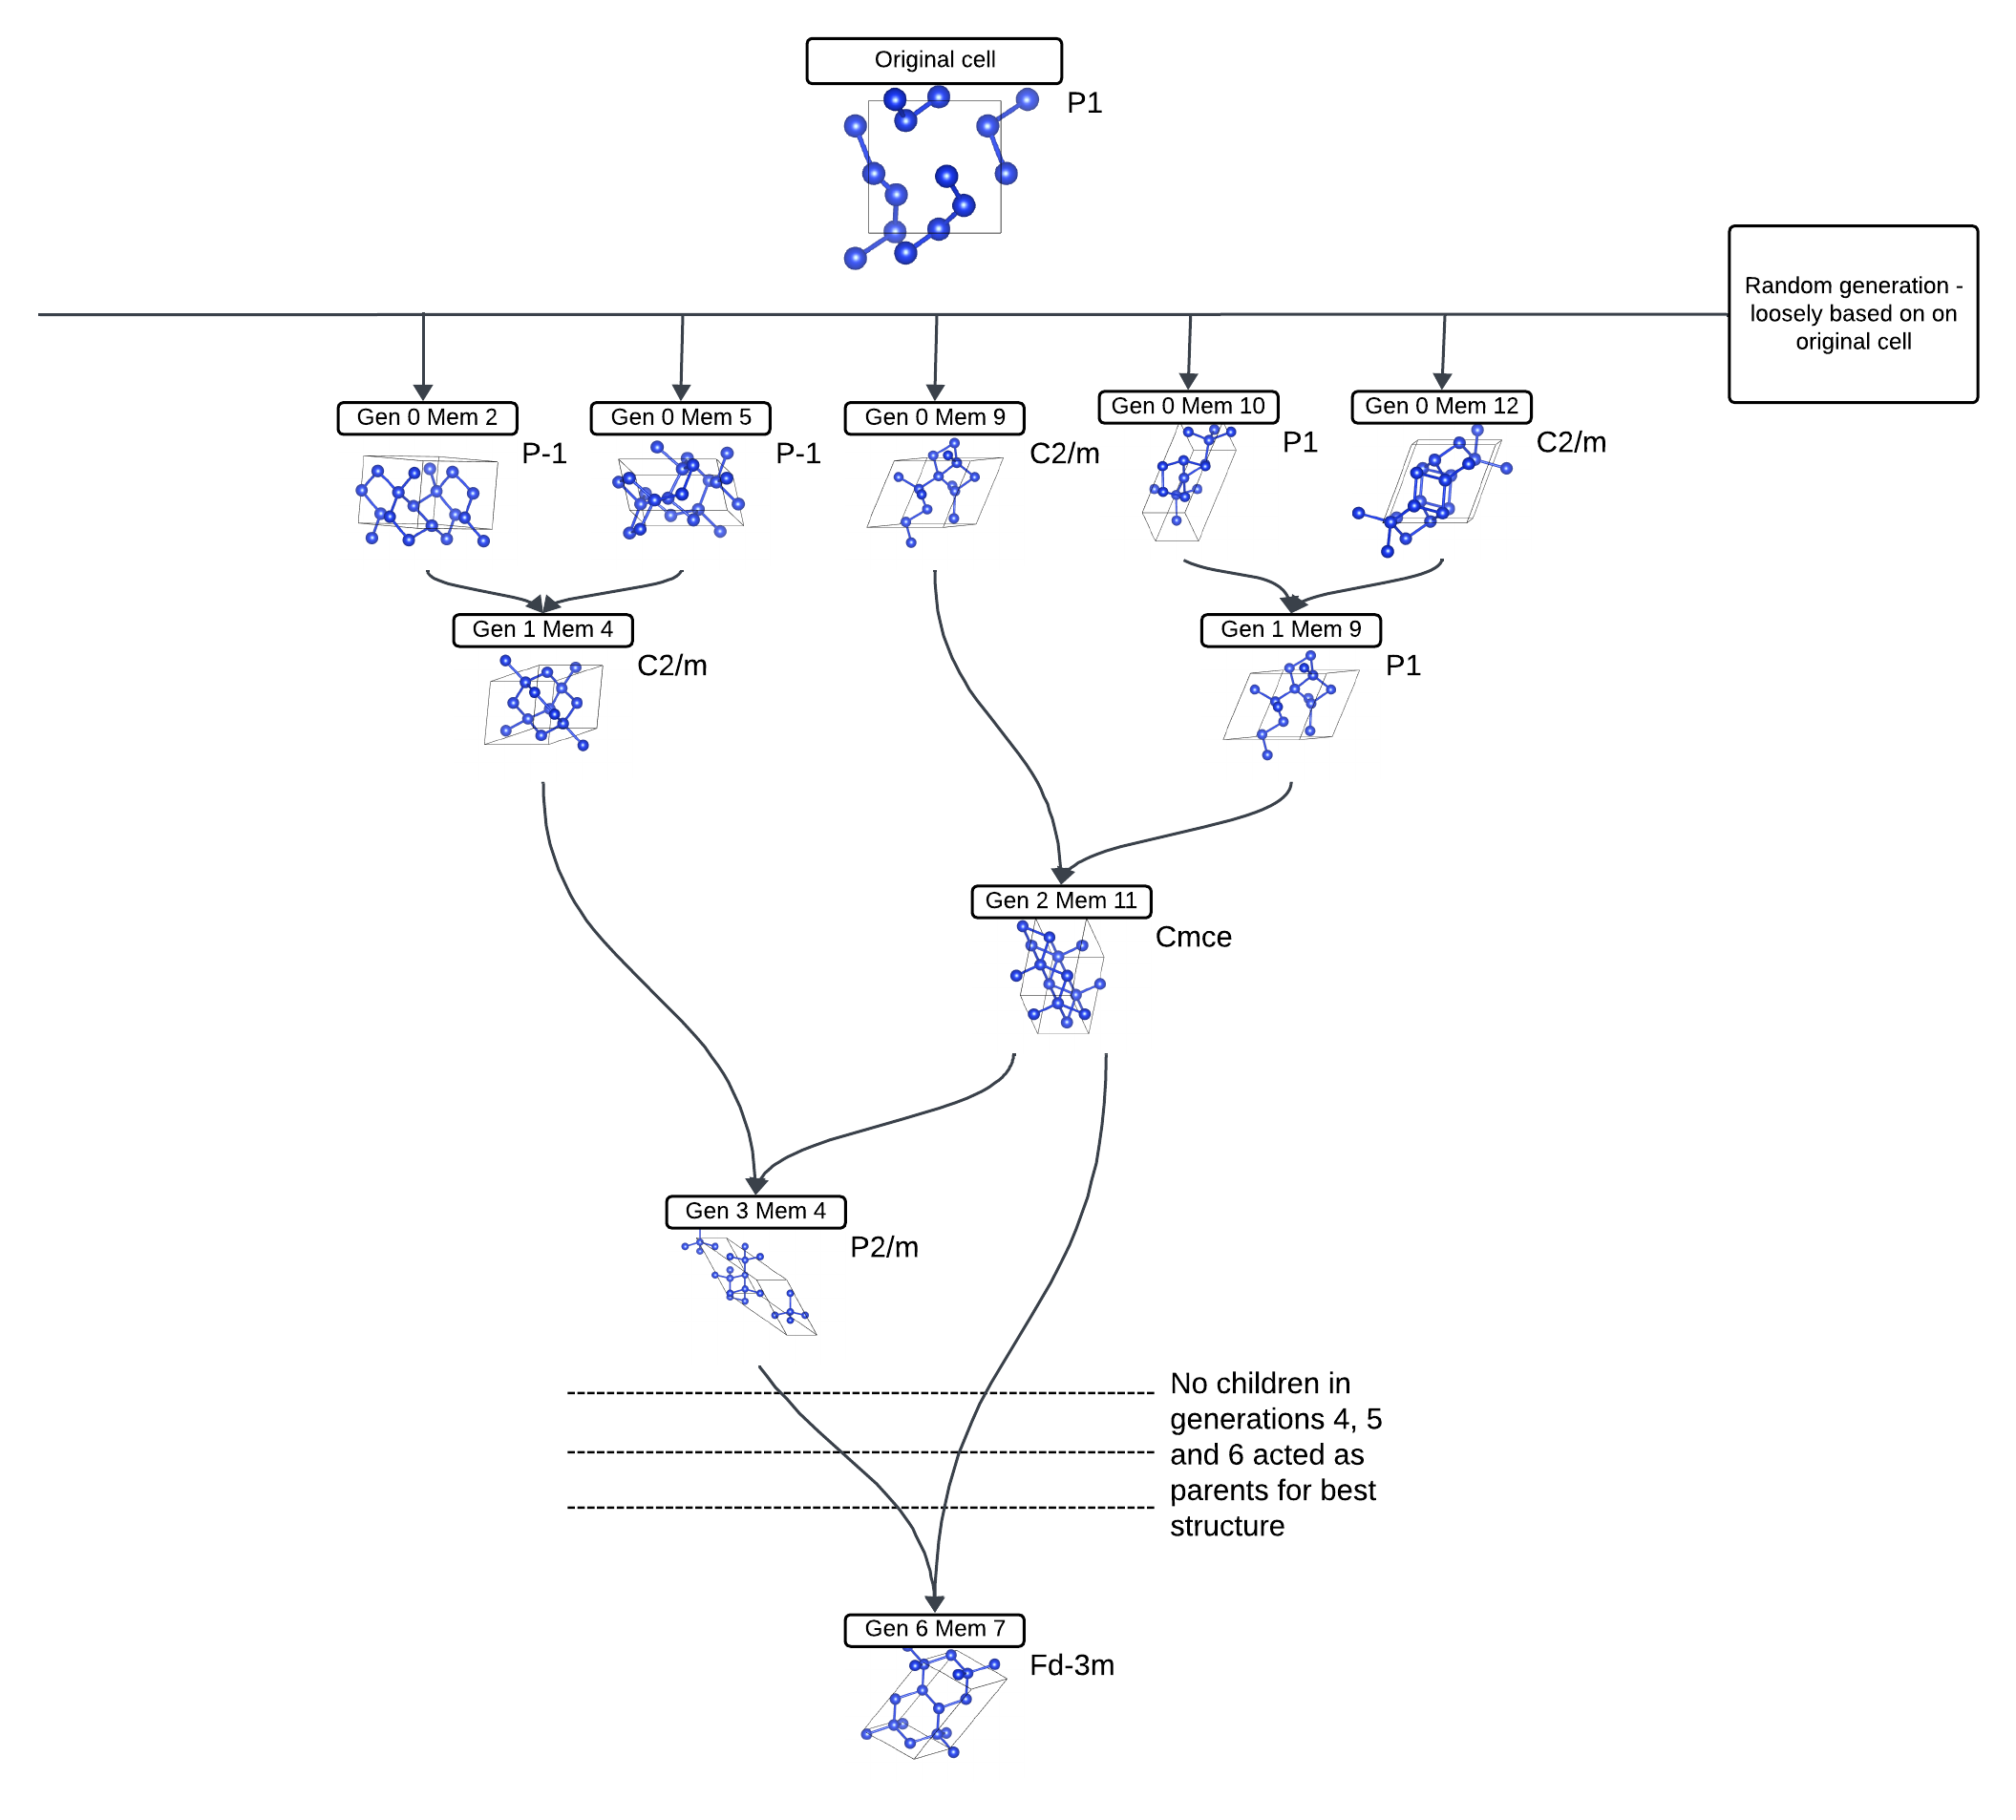 Original cell
P1
Random generation -
loosely based on on
original cell
Gen 0 Mem 2
P-1
Gen 0 Mem 5
P-1
Gen 0 Mem 9
C2/m
Gen 0 Mem 10
P1
Gen 0 Mem 12
C2/m
Gen 1 Mem 4
C2/m
Gen 1 Mem 9
P1
Gen 2 Mem 11
Cmce
Gen 3 Mem 4
P2/m
No children in
generations 4, 5
and 6 acted as
parents for best
structure
Gen 6 Mem 7
Fd-3m